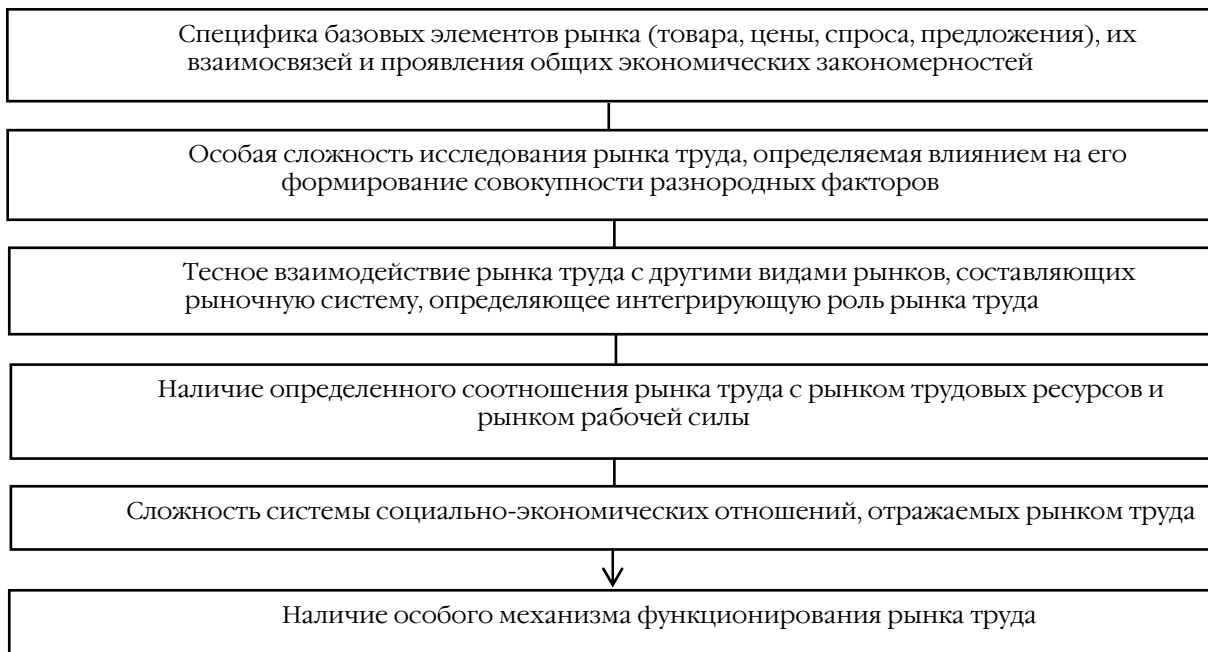 Специфика базовых элементов рынка (товара, цены, спроса, предложения), их
взаимосвязей и проявления общих экономических закономерностей
Особая сложность исследования рынка труда, определяемая влиянием на его
формирование совокупности разнородных факторов
Тесное взаимодействие рынка труда с другими видами рынков, составляющих
рыночную систему, определяющее интегрирующую роль рынка труда
Наличие определенного соотношения рынка труда с рынком трудовых ресурсов и
рынком рабочей силы
Сложность системы социально-экономических отношений, отражаемых рынком труда
Наличие особого механизма функционирования рынка труда